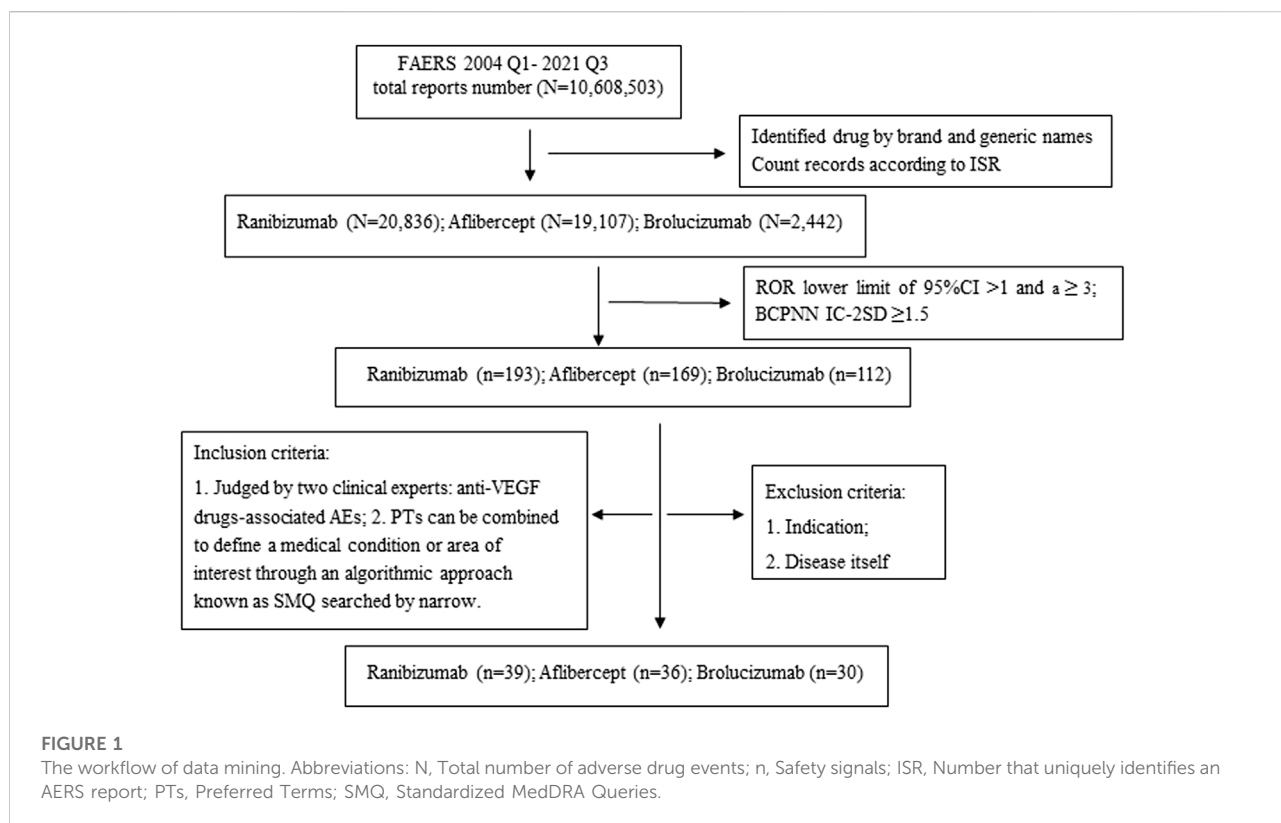 FAERS 2004 Q1- 2021 Q3
total reports number (N=10,608,503)
Identified drug by brand and generic names
Count records according to ISR
Ranibizumab (N=20,836); Aflibercept (N=19,107); Brolucizumab (N=2,442)
ROR lower limit of 95%CI >1 and a ≥ 3;
BCPNN IC-2SD ≥1.5
Ranibizumab (n=193); Aflibercept (n=169); Brolucizumab (n=112)
Inclusion criteria:
1. Judged by two clinical experts: anti-VEGF
drugs-associated AEs; 2. PTs can be combined
to define a medical condition or area of
interest through an algorithmic approach
known as SMQ searched by narrow.
Exclusion criteria:
1. Indication;
2. Disease itself
Ranibizumab (n=39); Aflibercept (n=36); Brolucizumab (n=30)
FIGURE 1
The workflow of data mining. Abbreviations: N, Total number of adverse drug events; n, Safety signals; ISR, Number that uniquely identifies an
AERS report; PTs, Preferred Terms; SMQ, Standardized MedDRA Queries.